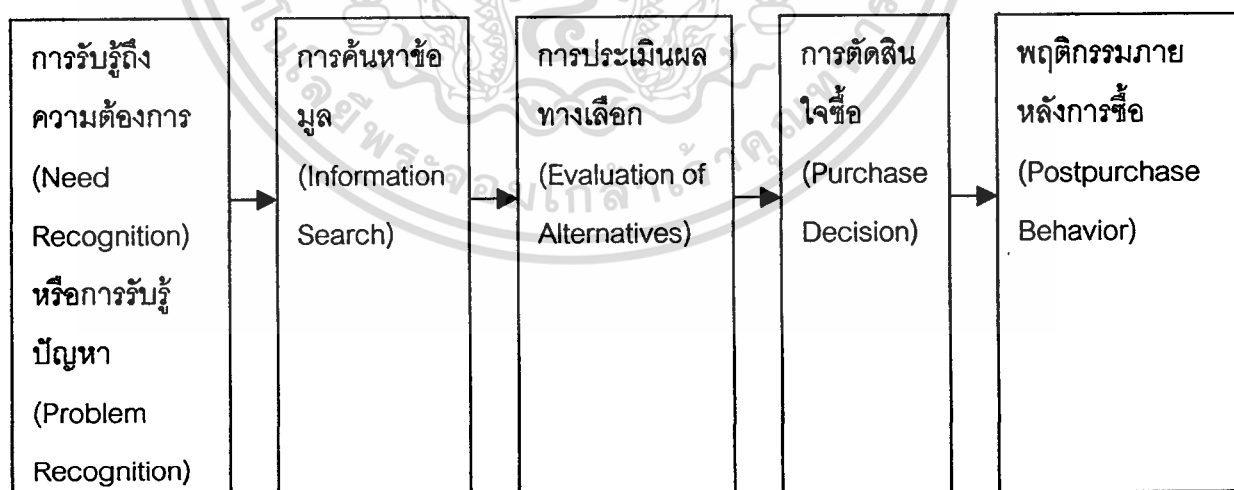 การรับรู้ถึง
ความต้องการ
(Need
Recognition)
หรือการรับรู้
ปัญหา
(Problem
Recognition)
การค้นหาข้อ
มูล
(Information
Search)
การประเมินผล
ทางเลือก
(Evaluation of
Alternatives)
การตัดสิน
ใจซื้อ
(Purchase
Decision)
พฤติกรรมภาย
หลังการซื้อ
(Postpurchase
Behavior)